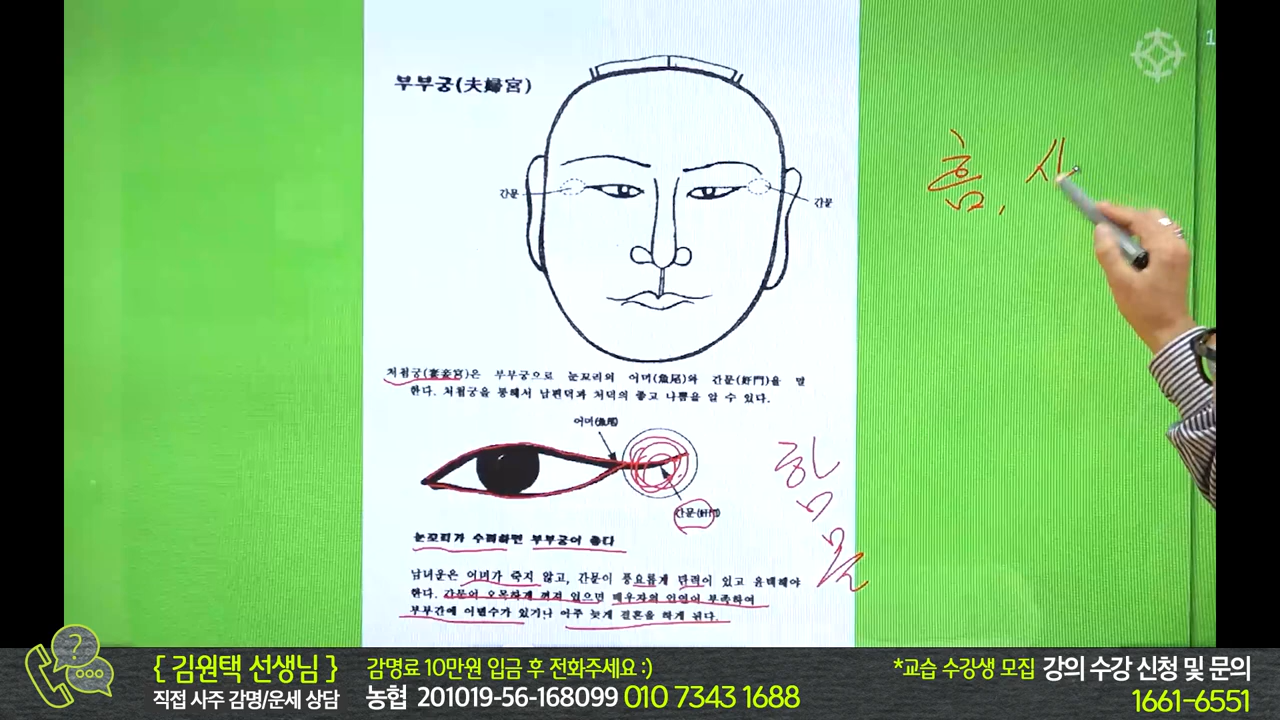 부부궁(夫婦宮)
간문
간문
처첩궁(妻妾宮)은 부부궁으로 눈꼬리의 어미(魚尾)와 간문(奸門)을 말
한다. 처첩궁을 통해서 남편덕과 처덕의 좋고 나쁨을 알 수 있다.
어미(魚尾)
간문(奸門)
눈꼬리가 수려하면 부부궁이 좋다
남녀운은 어미가 죽지 않고, 간문이 풍요롭게 탄력이 있고 윤택해야
한다. 간문이 오목하게 꺼져 있으면 배우자의 인연이 부족하여
부부간에 이별수가 있거나 아주 늦게 결혼을 하게 된다.
함
몰
흠, 사
1
{ 김원택 선생님 }
직접 사주 감명/운세 상담
감명료 10만원 입금 후 전화주세요 :)
농협 201019-56-168099 010 7343 1688
*교습 수강생 모집 강의 수강 신청 및 문의
1661-6551